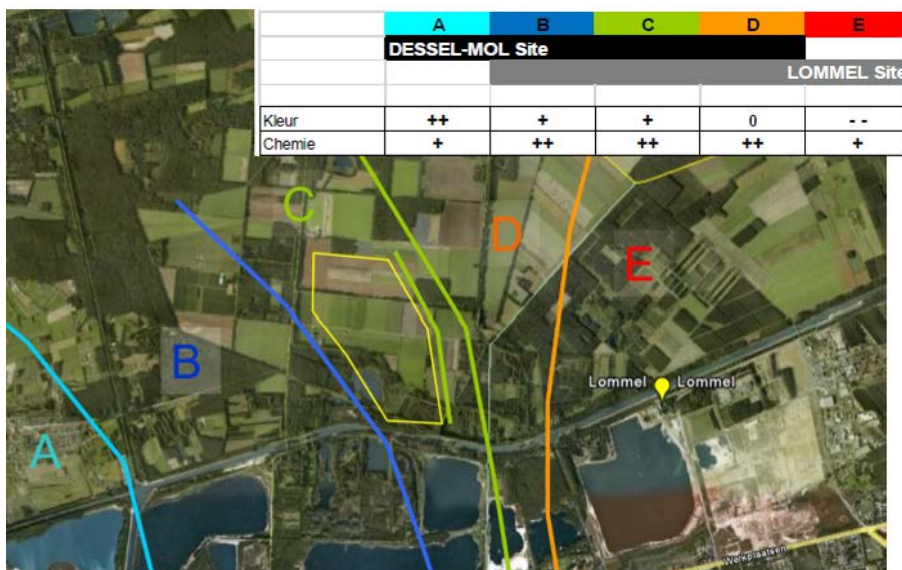 A B C D E
DESSEL-MOL Site
LOMMEL Site
Kleur ++ + + 0 - -
Chemie + ++ ++ ++ +
C
D
E
B
Lommel Lommel
A
Werkplaatsen